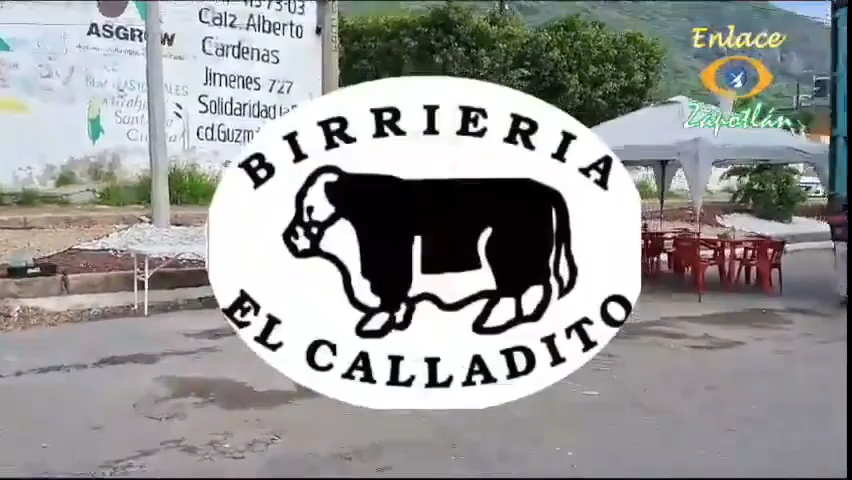 ASGROW
Calz. Alberto
Cardenas
Jimenes 727
Solidaridad
cd.Guzm
Enlace
Zapotlán
BIRRIERIA
EL CALLADITO